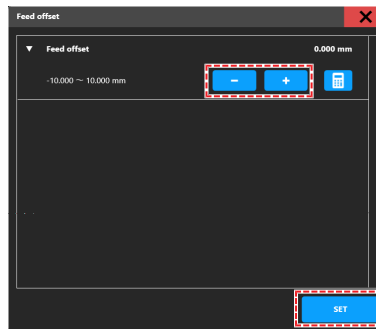 Feed offset
▼ Feed offset 0.000 mm
-10.000 ～ 10.000 mm − +
SET